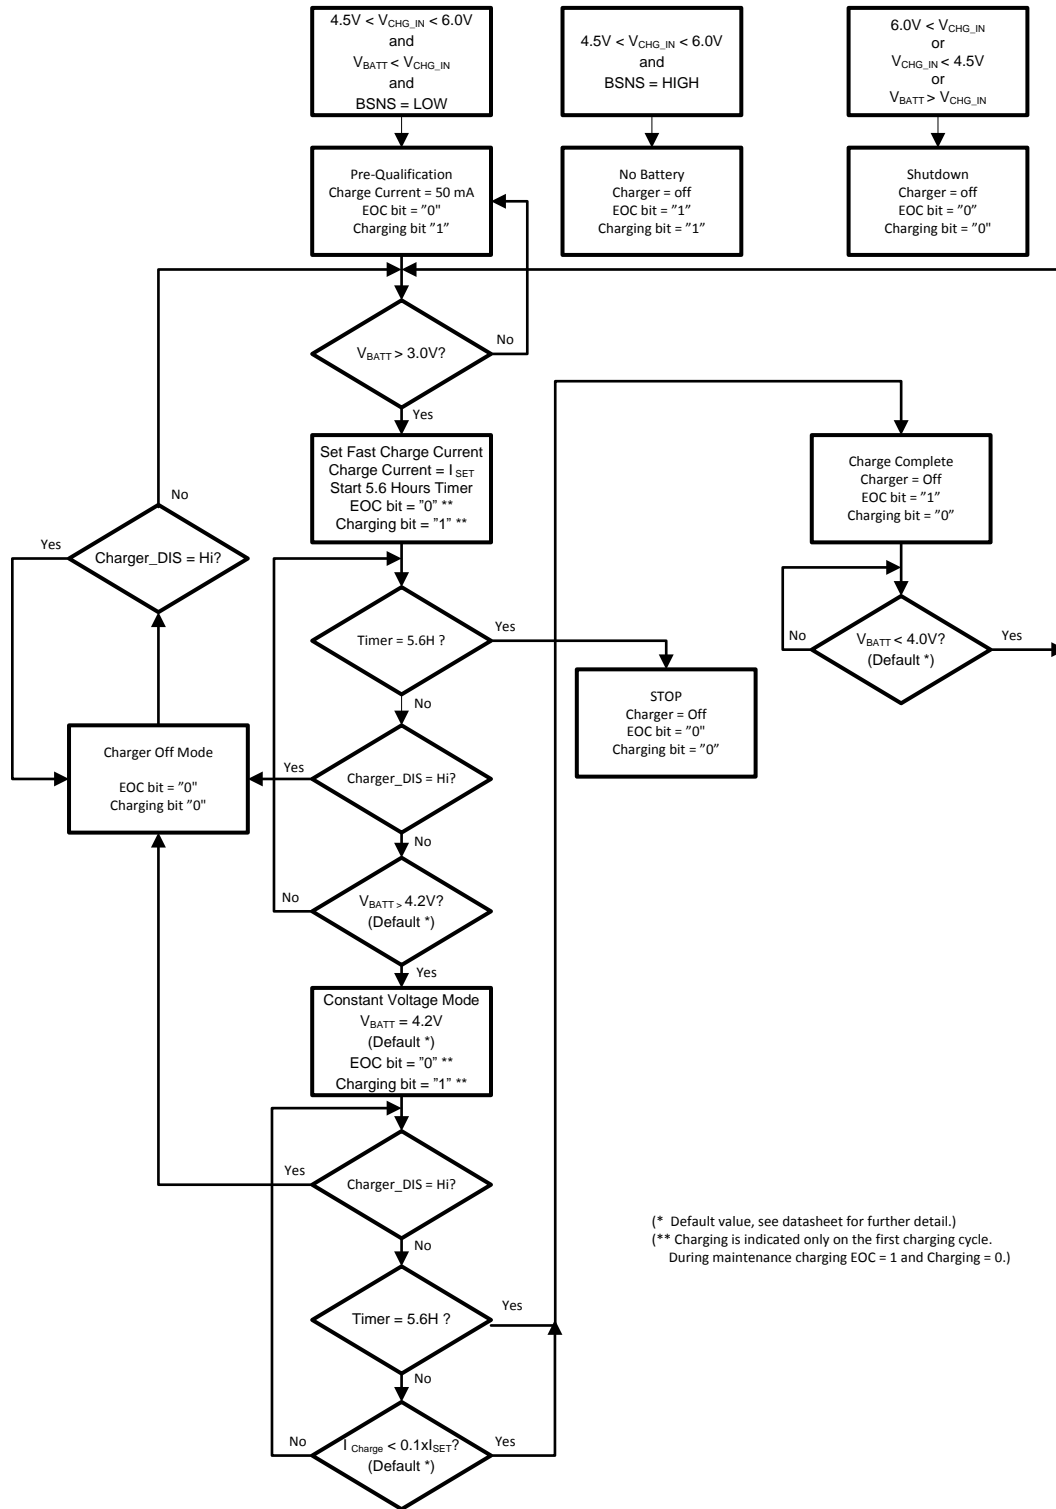 4.5V < VCHG_IN < 6.0V
and
VBATT < VCHG_IN
and
BSNS = LOW
4.5V < VCHG_IN < 6.0V
and
BSNS = HIGH
6.0V < VCHG_IN
or
VCHG_IN < 4.5V
or
VBATT > VCHG_IN
Pre-Qualification
Charge Current = 50 mA
EOC bit = "0"
Charging bit "1"
No Battery
Charger = off
EOC bit = "1"
Charging bit = "1"
Shutdown
Charger = off
EOC bit = "0"
Charging bit = "0"
VBATT > 3.0V?
No
Yes
Set Fast Charge Current
Charge Current = I SET
Start 5.6 Hours Timer
EOC bit = "0" **
Charging bit = "1" **
Charge Complete
Charger = Off
EOC bit = "1"
Charging bit = "0"
No
Yes
Charger_DIS = Hi?
Timer = 5.6H ?
Yes
No
No
VBATT < 4.0V?
(Default *)
Yes
STOP
Charger = Off
EOC bit = "0"
Charging bit = "0"
Charger Off Mode
EOC bit = "0"
Charging bit "0"
Yes
Charger_DIS = Hi?
No
No
VBATT > 4.2V?
(Default *)
Yes
Constant Voltage Mode
VBATT = 4.2V
(Default *)
EOC bit = "0" **
Charging bit = "1" **
Yes
Charger_DIS = Hi?
No
(* Default value, see datasheet for further detail.)
(** Charging is indicated only on the first charging cycle.
During maintenance charging EOC = 1 and Charging = 0.)
Timer = 5.6H ?
Yes
No
No
I Charge < 0.1xISET?
(Default *)
Yes